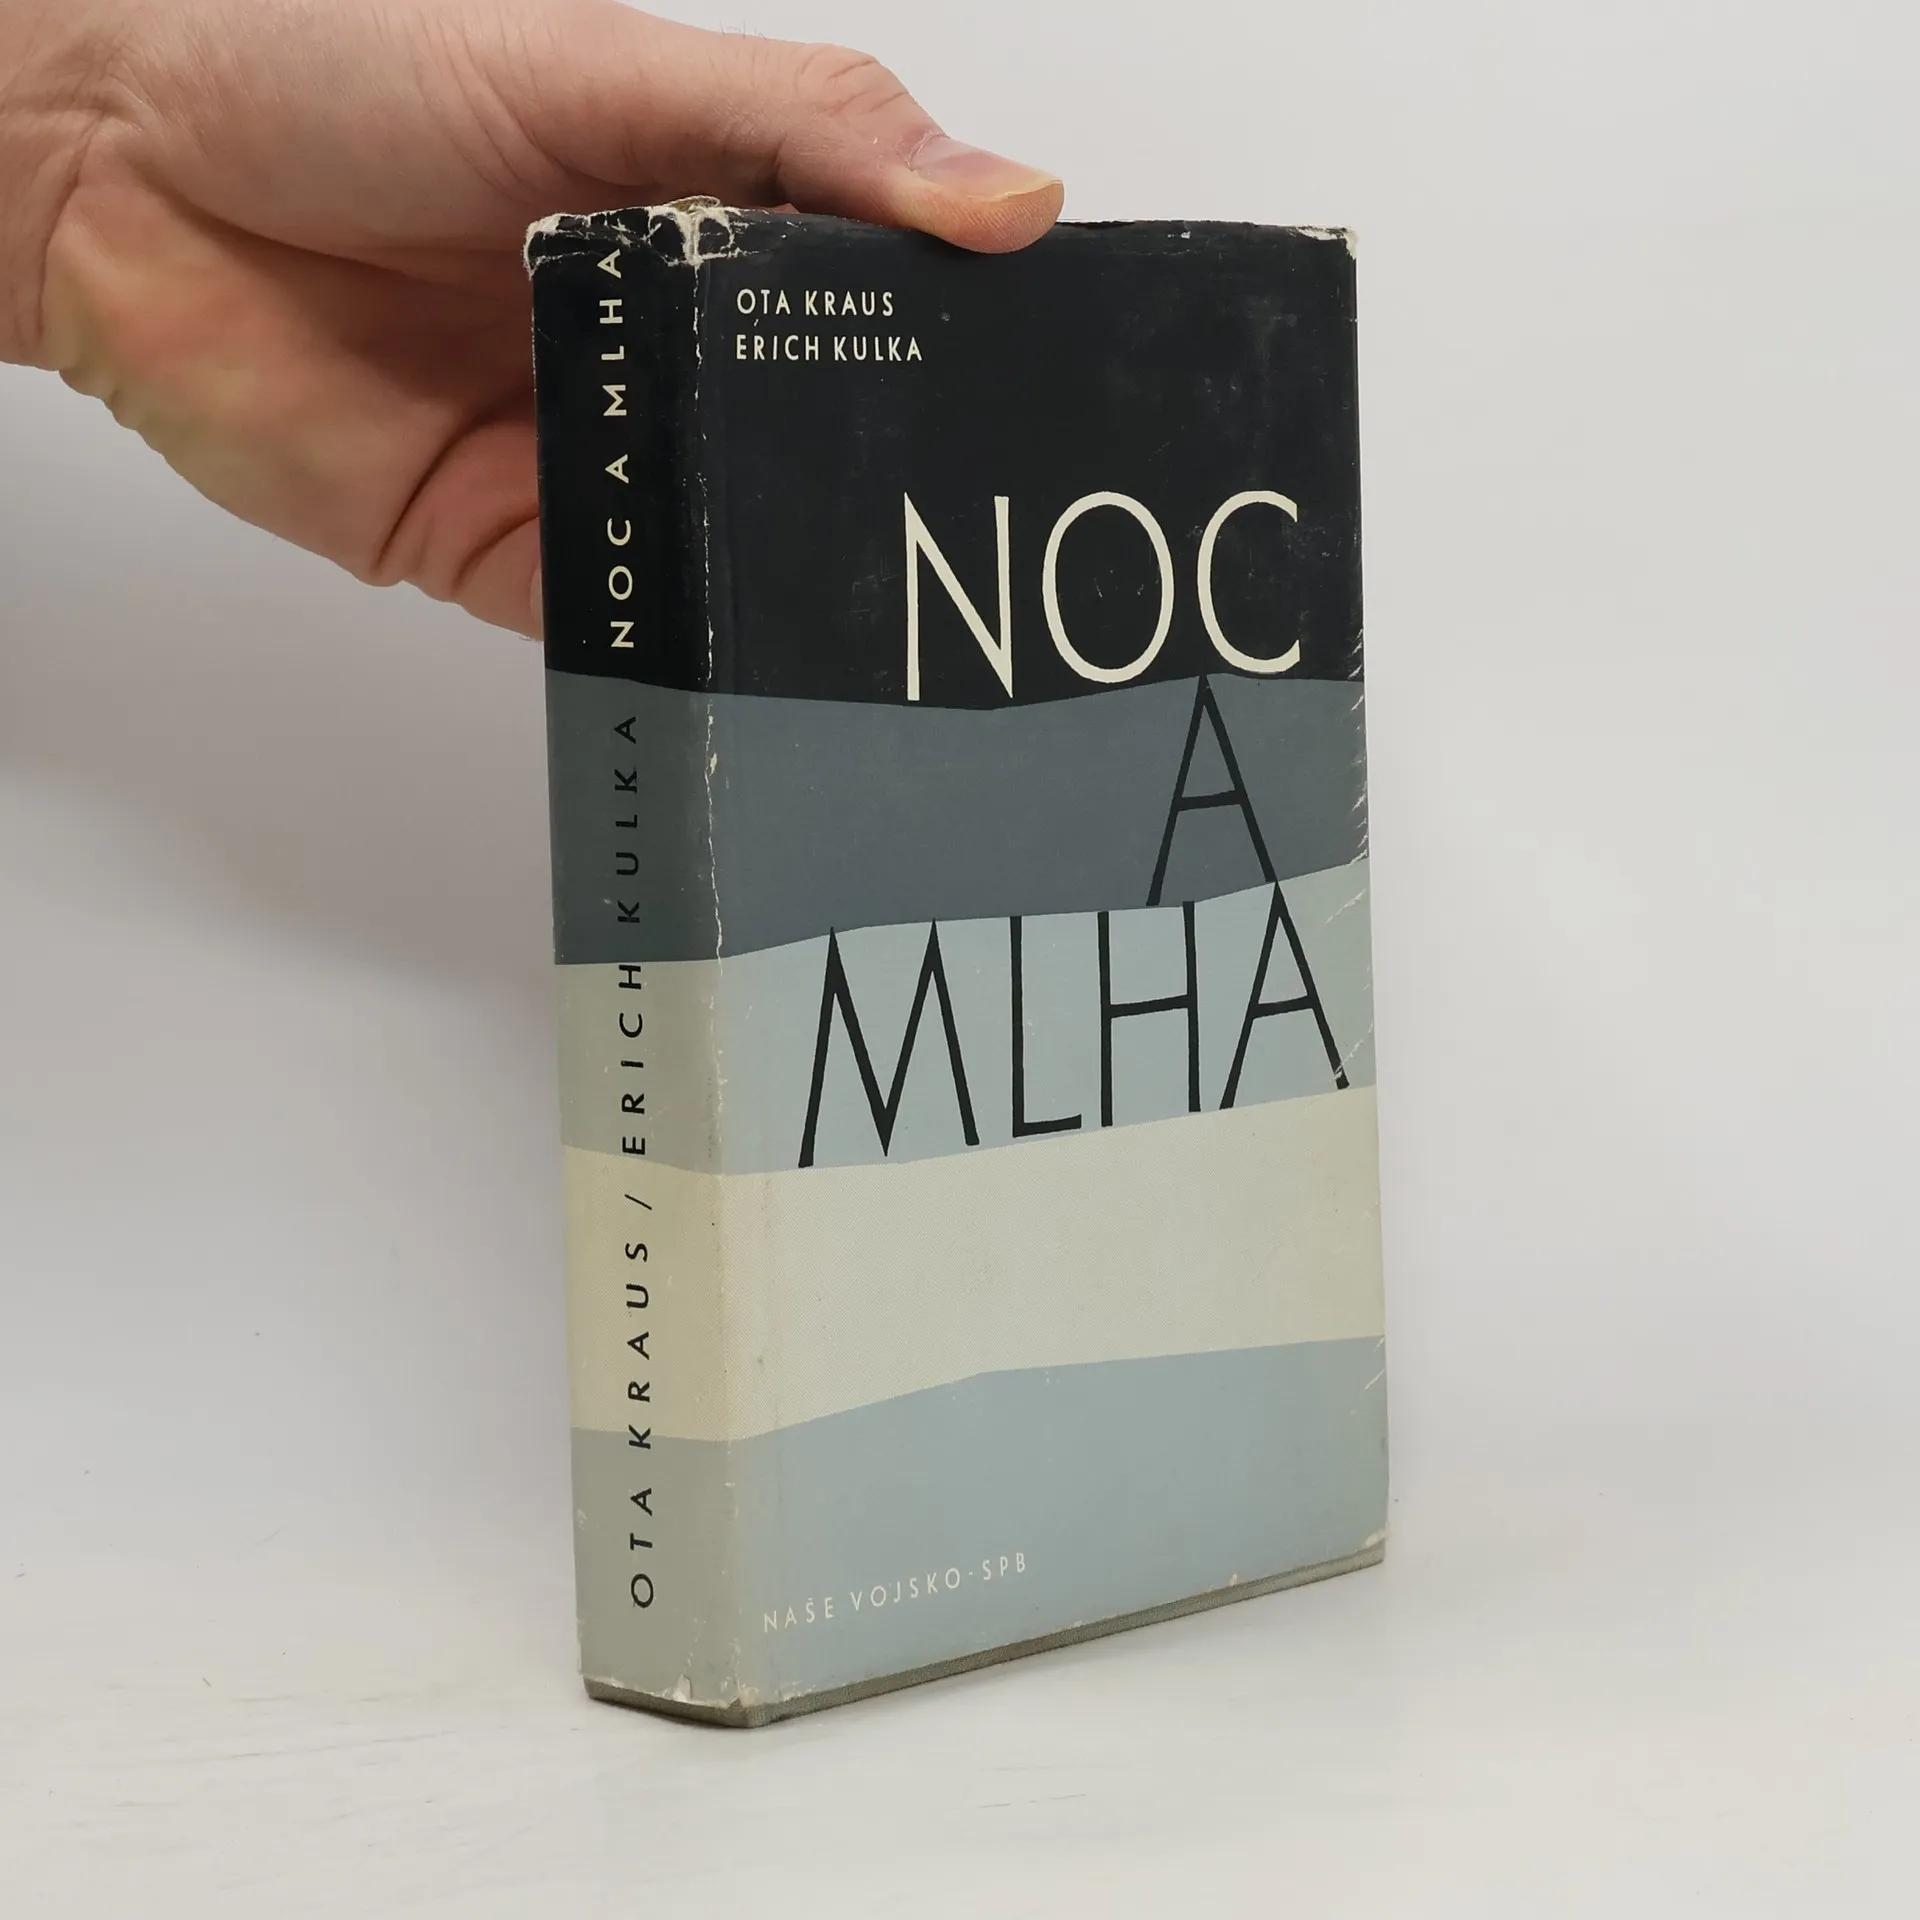 OTA KRAUS / ERICH KULKA NOC A MLHA
OTA KRAUS
ERICH KULKA
NOC
A
MLHA
NAŠE VOJSKO-SPB